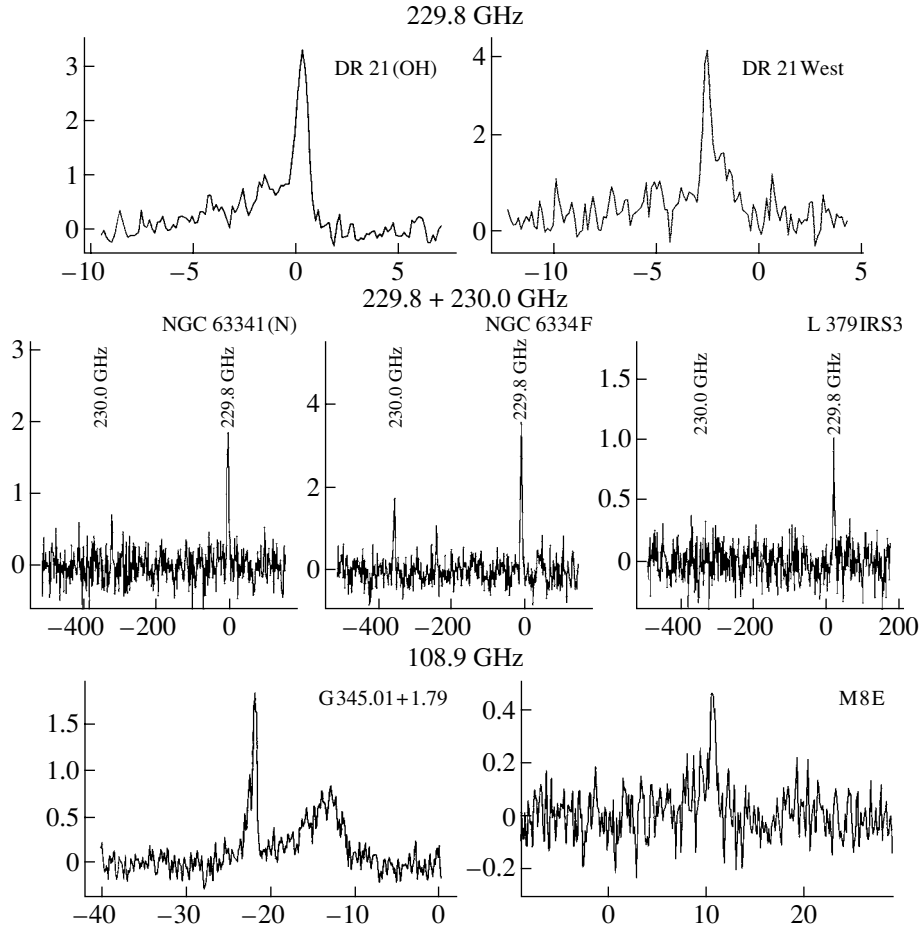 229.8 GHz
DR 21 (OH)
3
2
1
0
−10 −5 0 5
DR 21 West
4
2
0
−10 −5 0
229.8 + 230.0 GHz
NGC 63341(N)
3
2
1
0
230.0 GHz
229.8 GHz
−400 −200 0
NGC 6334F
4
2
0
230.0 GHz
229.8 GHz
−400 −200 0
L 379IRS3
1.5
1.0
0.5
0
230.0 GHz
229.8 GHz
−400 −200 0 200
108.9 GHz
G345.01+1.79
1.5
1.0
0.5
0
−40 −30 −20 −10 0
M8E
0.4
0.2
0
−0.2
0 10 20